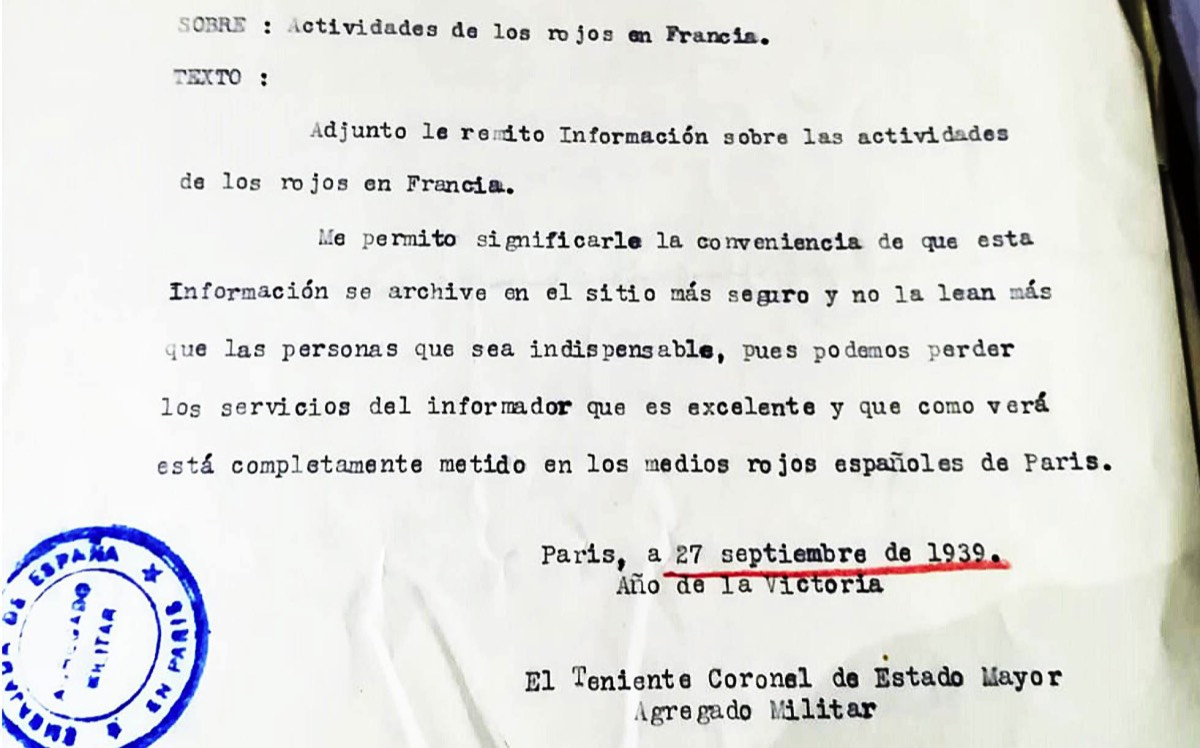 SOBRE : Actividades de los rojos en Francia.
TEXTO :
Adjunto le remito Información sobre las actividades
de los rojos en Francia.
Me permito significarle la conveniencia de que esta
Información se archive en el sitio más seguro y no la lean más
que las personas que sea indispensable, pues podemos perder
los servicios del informador que es excelente y que como verá
está completamente metido en los medios rojos españoles de Paris.
Paris, a 27 septiembre de 1939.
Año de la Victoria
El Teniente Coronel de Estado Mayor
Agregado Militar
EMBAJADA DE ESPAÑA ★ EN PARIS ★
AGREGADO
MILITAR